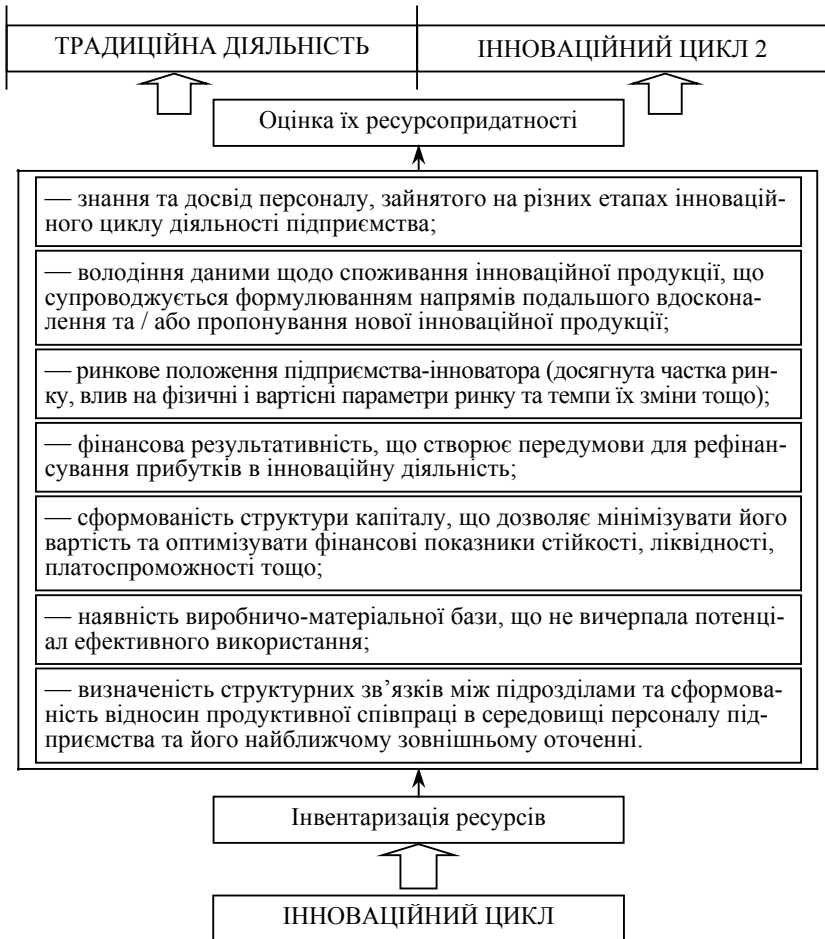 ТРАДИЦІЙНА ДІЯЛЬНІСТЬ
ІННОВАЦІЙНИЙ ЦИКЛ 2
Оцінка їх ресурсопридатності
— знання та досвід персоналу, зайнятого на різних етапах інновацій-
ного циклу діяльності підприємства;
— володіння даними щодо споживання інноваційної продукції, що
супроводжується формулюванням напрямів подальшого вдоскона-
лення та / або пропонування нової інноваційної продукції;
— ринкове положення підприємства-інноватора (досягнута частка рин-
ку, влив на фізичні і вартісні параметри ринку та темпи їх зміни тощо);
— фінансова результативність, що створює передумови для рефінан-
сування прибутків в інноваційну діяльність;
— сформованість структури капіталу, що дозволяє мінімізувати його
вартість та оптимізувати фінансові показники стійкості, ліквідності,
платоспроможності тощо;
— наявність виробничо-матеріальної бази, що не вичерпала потенці-
ал ефективного використання;
— визначеність структурних зв’язків між підрозділами та сформова-
ність відносин продуктивної співпраці в середовищі персоналу під-
приємства та його найближчому зовнішньому оточенні.
Інвентаризація ресурсів
ІННОВАЦІЙНИЙ ЦИКЛ